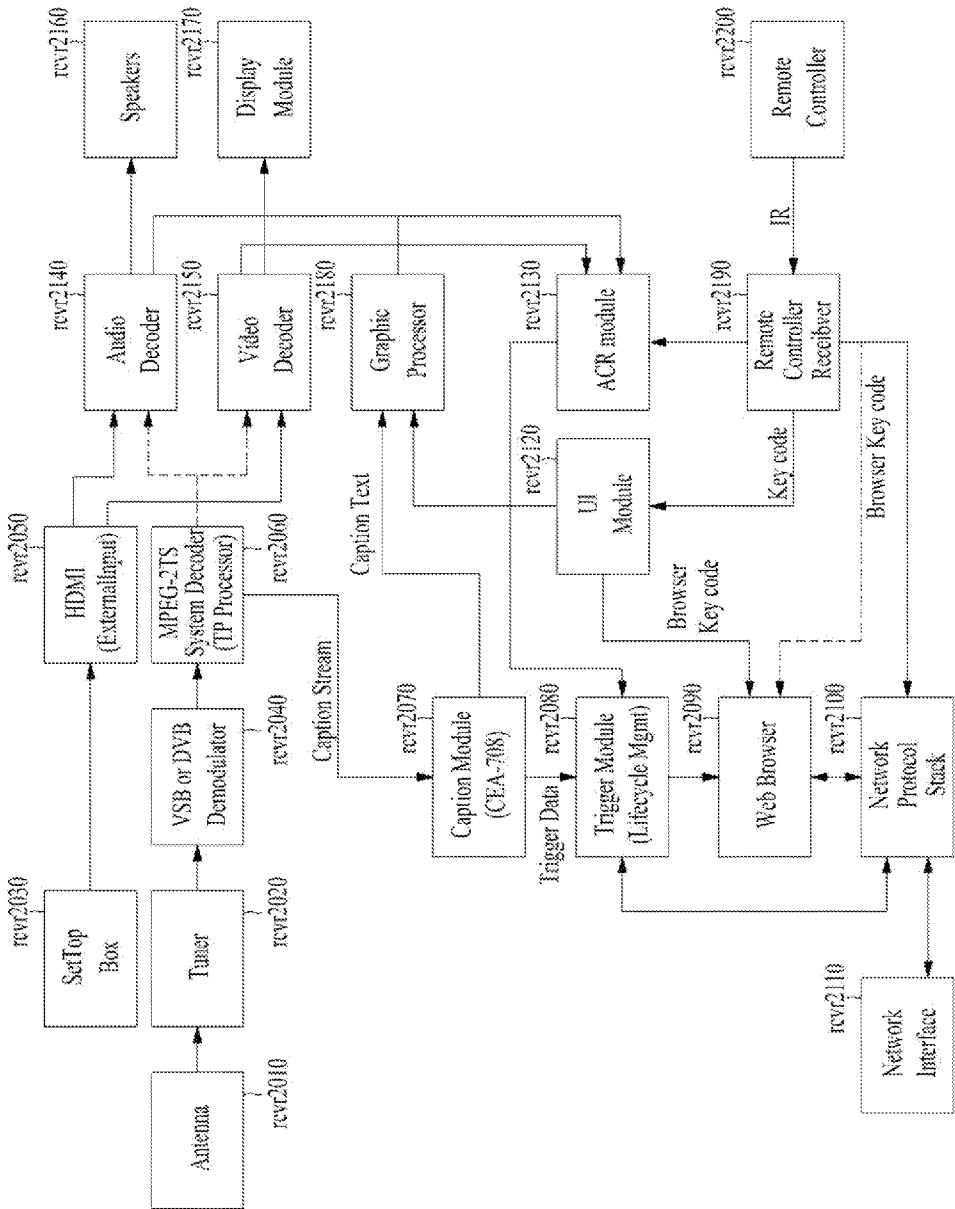 rcvr2030
SetTop
Box
rcvr2050
HDMI
(ExternalInput)
rcvr2140
Audio
Decoder
rcvr2160
Speakers
Antenna
rcvr2010
Tuner
rcvr2020
VSB or DVB
Demodulator
rcvr2040
MPEG-2TS
System Decoder
(TP Processor)
rcvr2060
rcvr2150
Video
Decoder
rcvr2170
Display
Module
Caption Stream
Caption Text
rcvr2180
Graphic
Processor
rcvr2070
Caption Module
(CEA-708)
Trigger Data
rcvr2080
Trigger Module
(Lifecycle Mgmt)
rcvr2120
UI
Module
rcvr2130
ACR module
Browser
Key code
Key code
rcvr2090
Web Browser
rcvr2190
Remote
Controller
Receibver
IR
rcvr2200
Remote
Controller
Browser Key code
rcvr2110
Network
Interface
rcvr2100
Network
Protocol
Stack